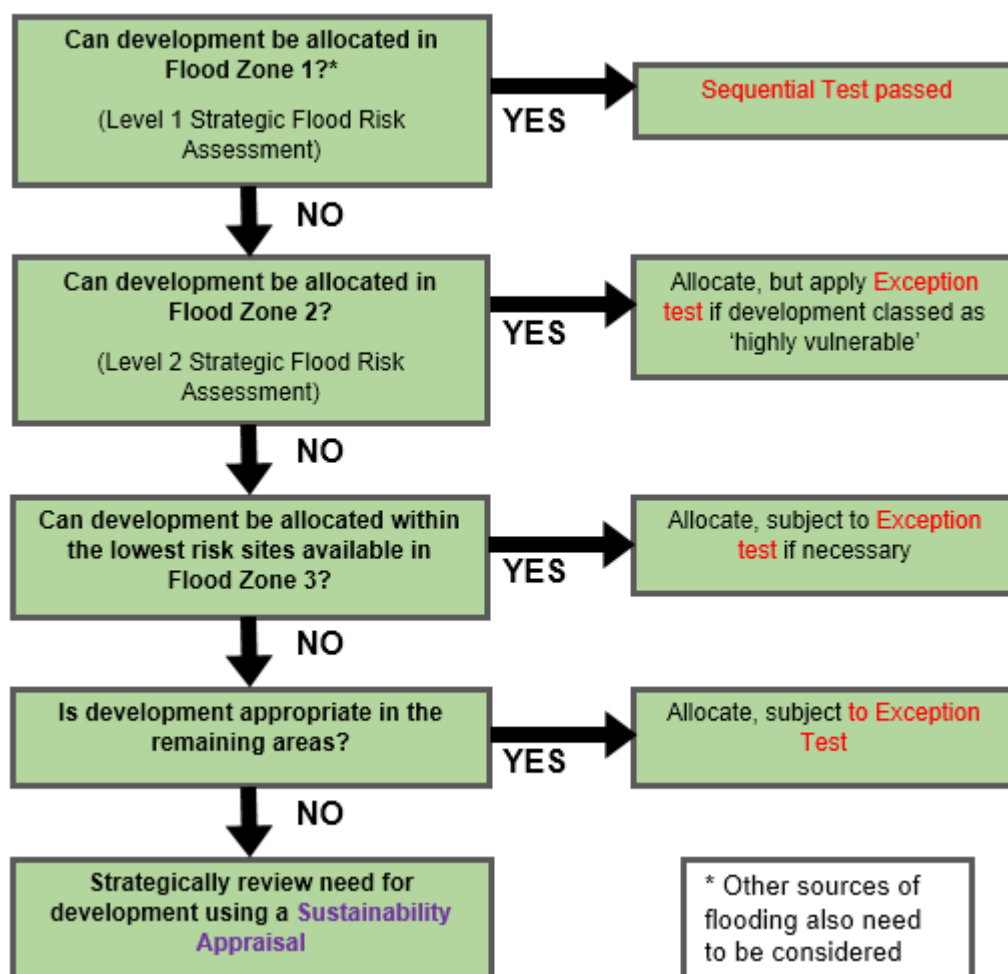 Can development be allocated in
Flood Zone 1?*
(Level 1 Strategic Flood Risk
Assessment)
YES
Sequential Test passed
NO
Can development be allocated in
Flood Zone 2?
(Level 2 Strategic Flood Risk
Assessment)
YES
Allocate, but apply Exception
test if development classed as
‘highly vulnerable’
NO
Can development be allocated within
the lowest risk sites available in
Flood Zone 3?
YES
Allocate, subject to Exception
test if necessary
NO
Is development appropriate in the
remaining areas?
YES
Allocate, subject to Exception
Test
NO
Strategically review need for
development using a Sustainability
Appraisal
* Other sources of
flooding also need
to be considered